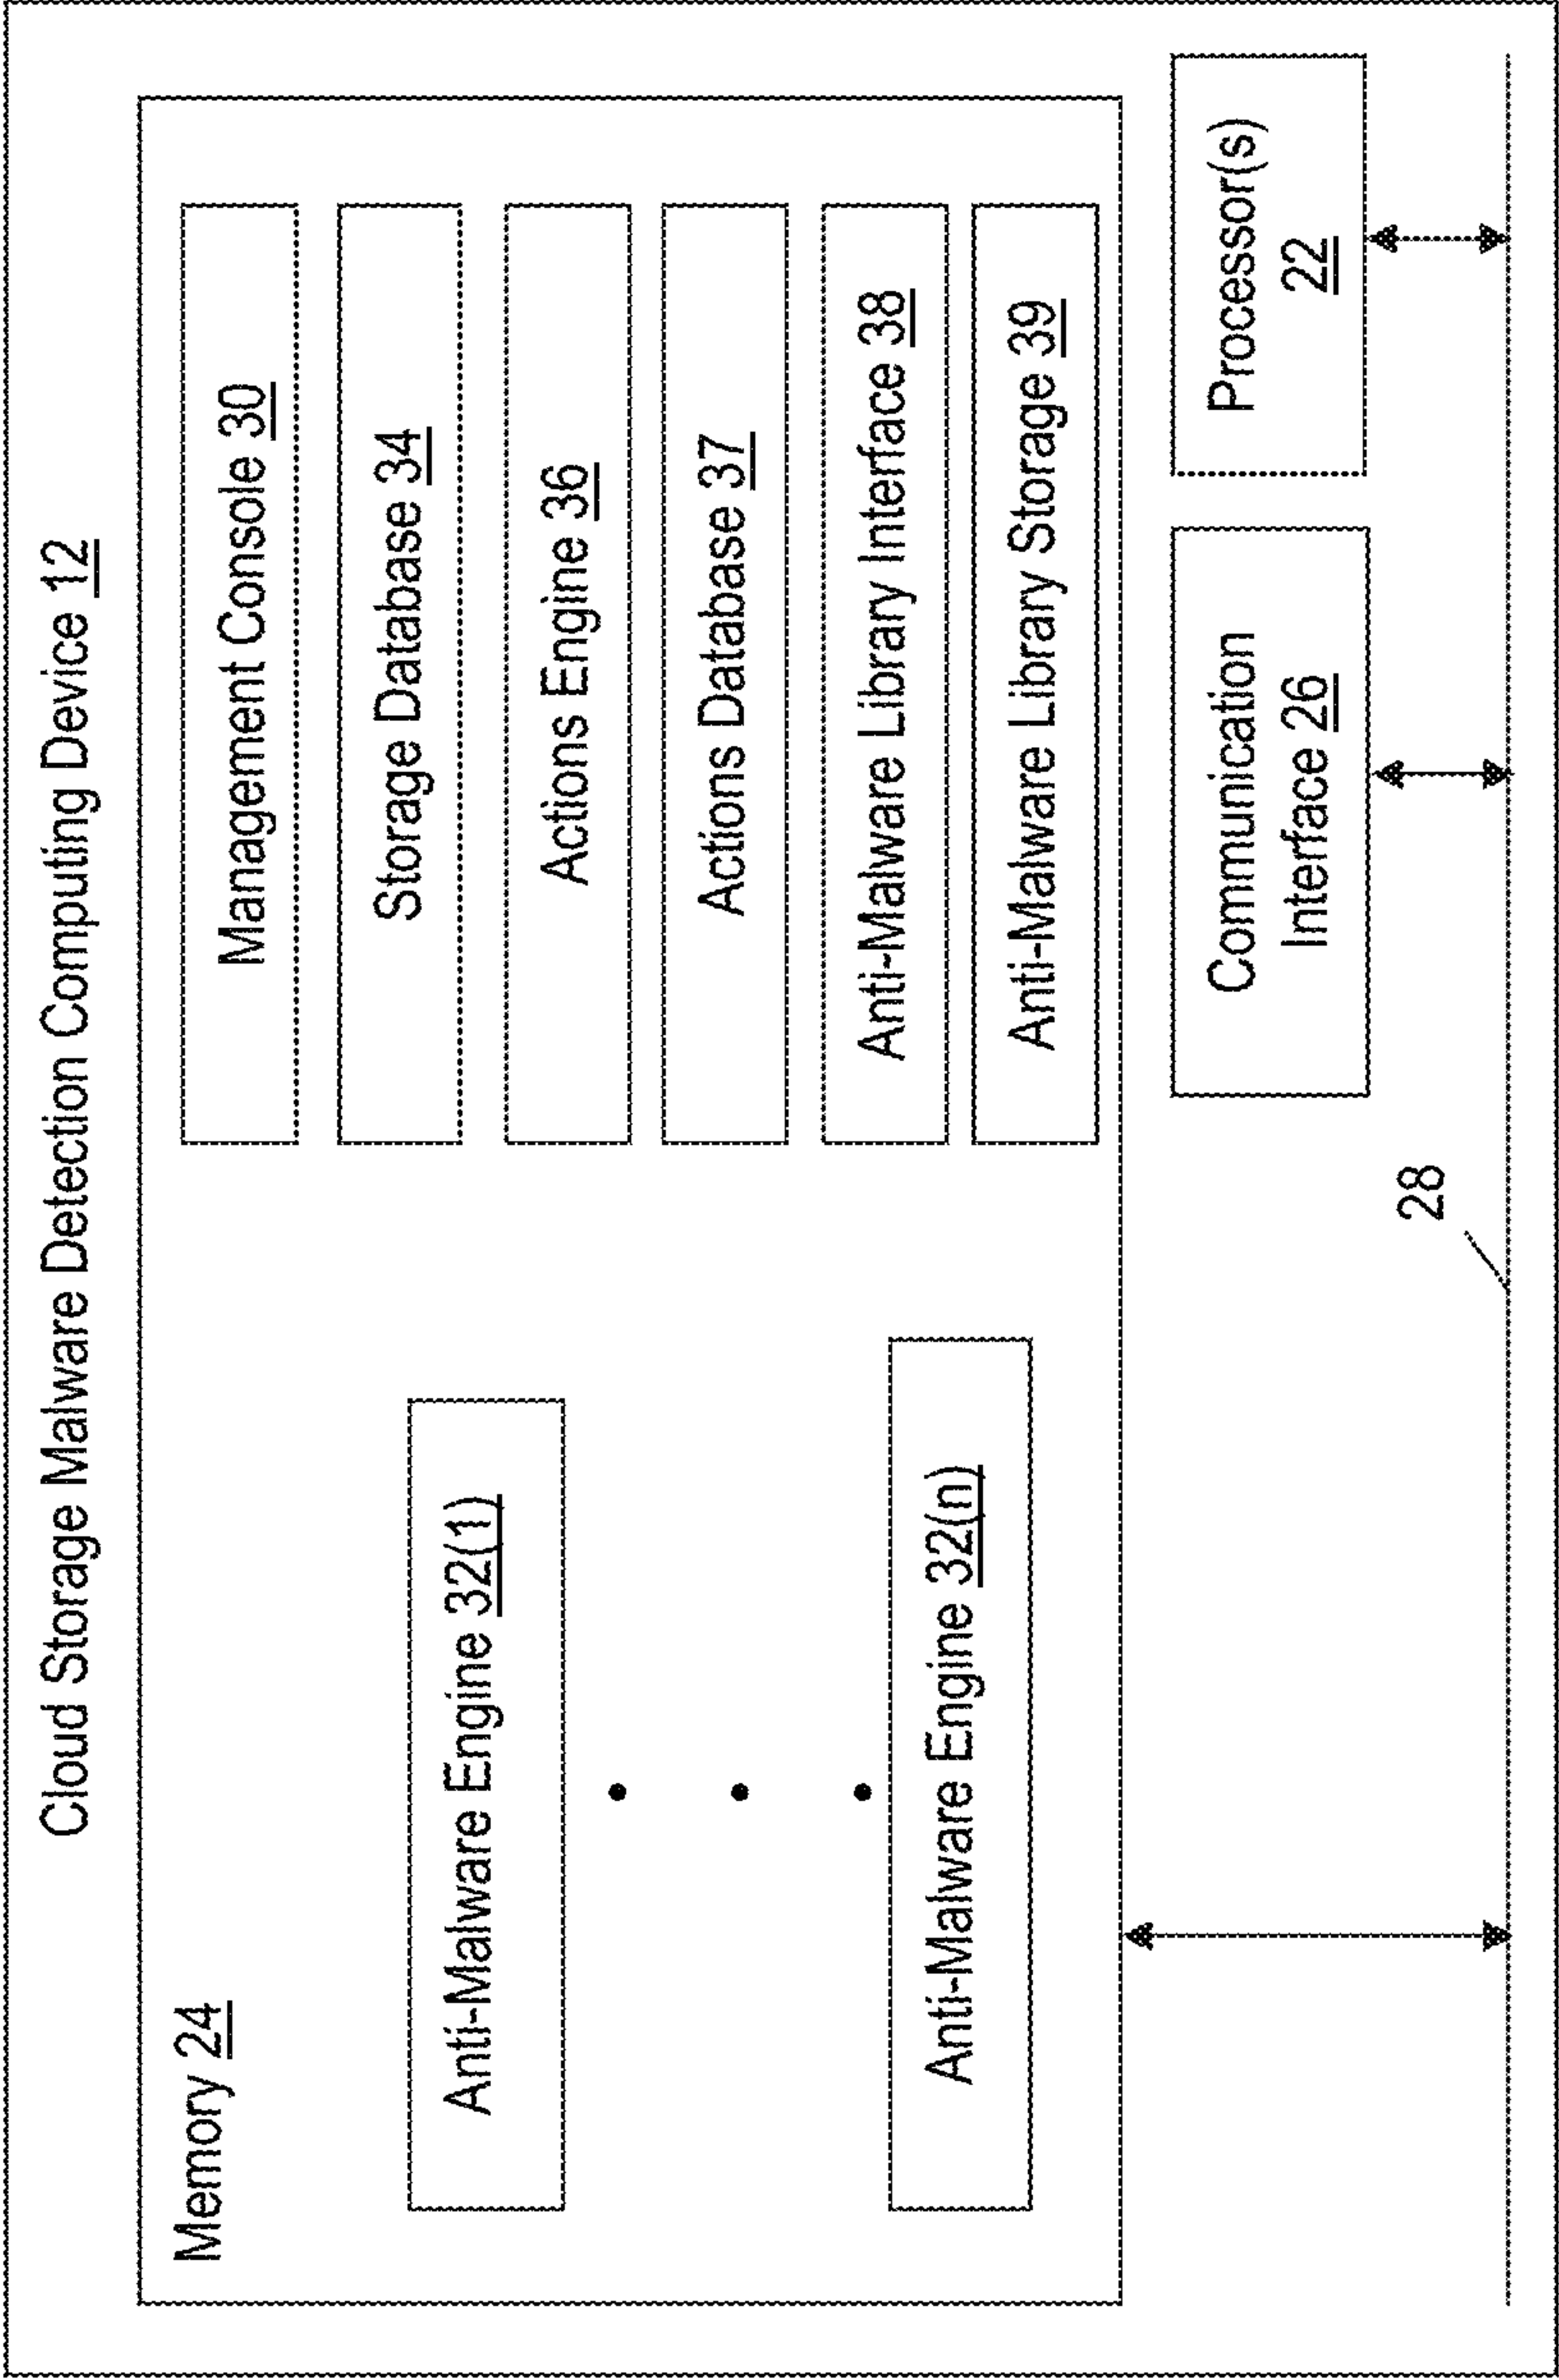 Cloud Storage Malware Detection Computing Device 12
Memory 24
Anti-Malware Engine 32(1)
Anti-Malware Engine 32(n)
Management Console 30
Storage Database 34
Actions Engine 36
Actions Database 37
Anti-Malware Library Interface 38
Anti-Malware Library Storage 39
Communication
Interface 26
Processor(s)
22
28